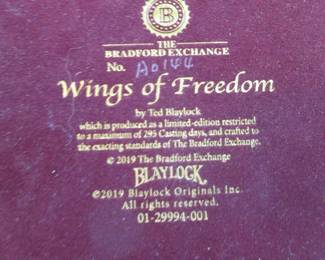 B
THE
BRADFORD EXCHANGE
No. A0144
Wings of Freedom
by Ted Blaylock
which is produced as a limited-edition restricted
to a maximum of 295 Casting days, and crafted to
the exacting standards of The Bradford Exchange.
© 2019 The Bradford Exchange
BLAYLOCK
©2019 Blaylock Originals Inc.
All rights reserved.
01-29994-001